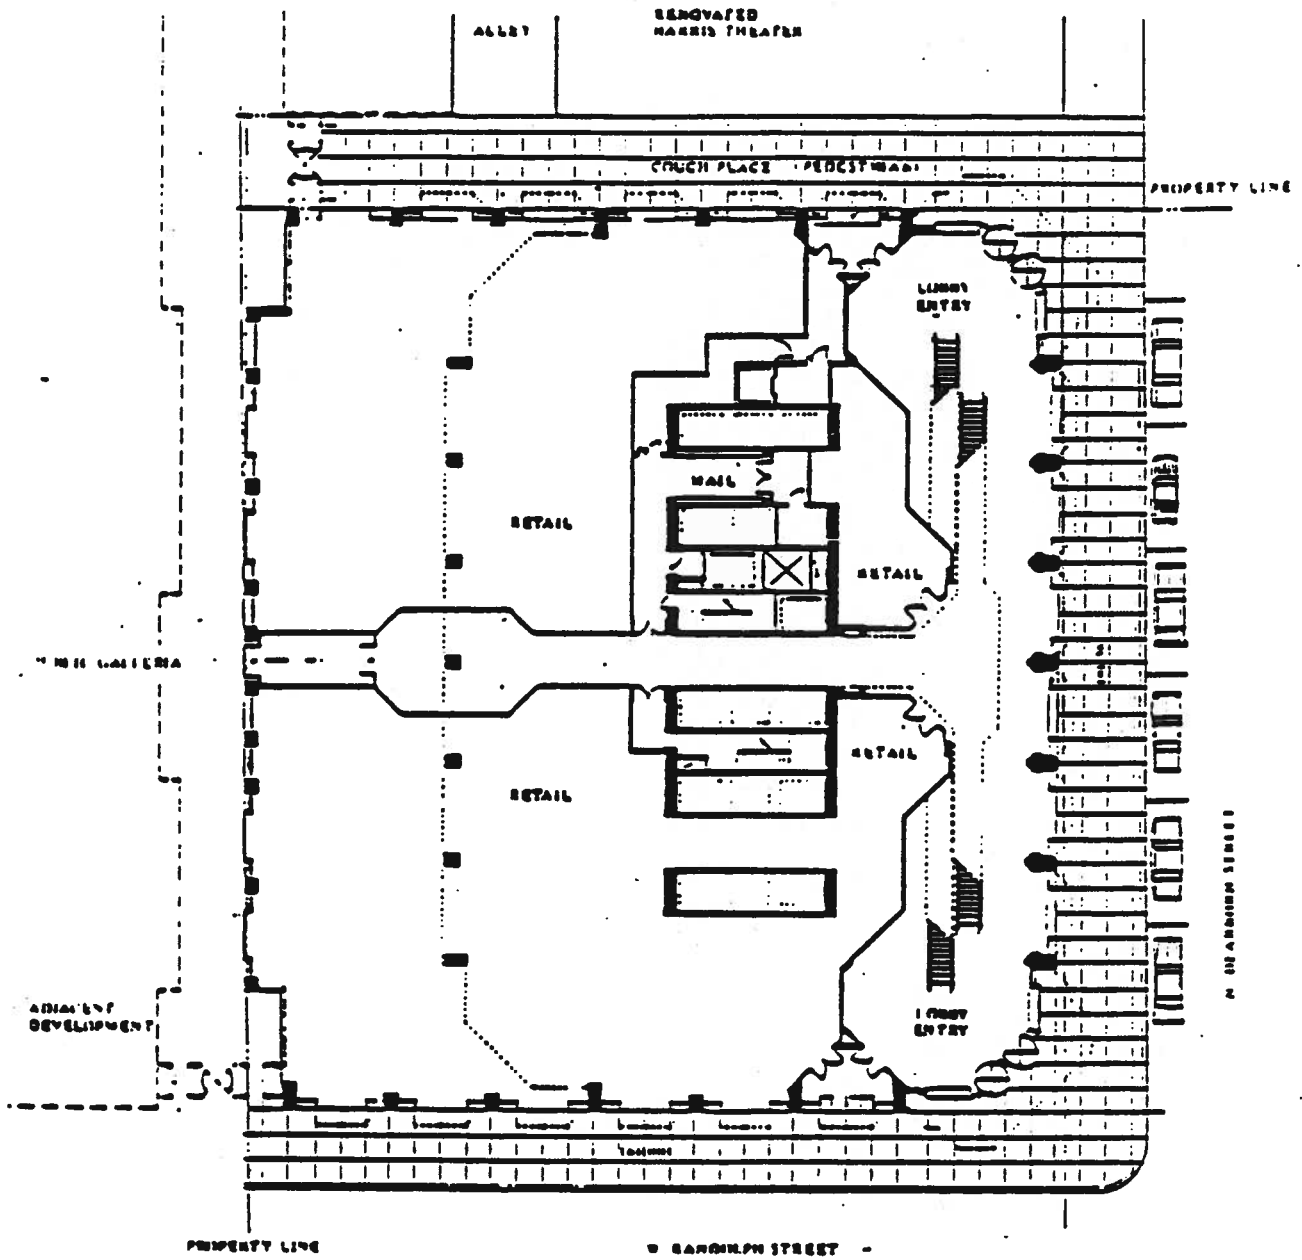 ALLEY
RENOVATED
HARRIS THEATER
COUCH PLACE (PEDESTRIAN)
PROPERTY LINE
LOBBY
ENTRY
MAIL
RETAIL
RETAIL
GALLERIA
RETAIL
RETAIL
N DEARBORN STREET
ADJACENT
DEVELOPMENT
LOBBY
ENTRY
PROPERTY LINE
W RANDOLPH STREET